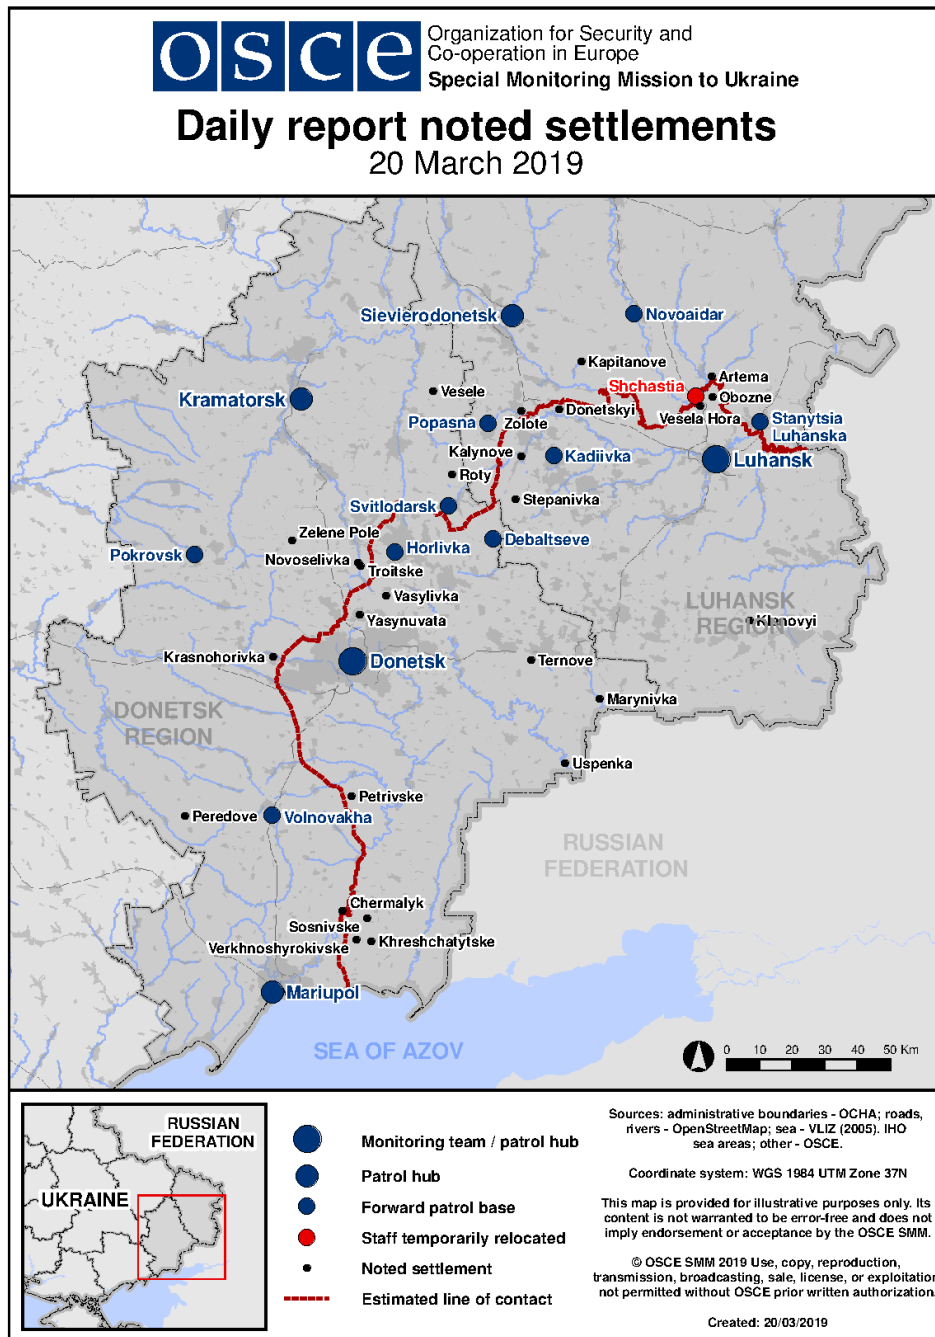 osce
Organization for Security and
Co-operation in Europe
Special Monitoring Mission to Ukraine
Daily report noted settlements
20 March 2019
Sievierodonetsk
Novoaidar
Kapitanove
Artema
Shchastia
Vesele
Obozne
Kramatorsk
Donetskyi
Popasna
Zolote
Vesela Hora
Stanytsia
Luhanska
Kalynove
Kadiivka
Luhansk
Roty
Stepanivka
Svitlodarsk
Zelene Pole
Debaltseve
Pokrovsk
Horlivka
Novoselivka
Troitske
Vasylivka
LUHANSK
REGION
Yasynuvata
Klenovyi
Krasnohorivka
Donetsk
Ternove
Marynivka
DONETSK
REGION
Uspenka
Petrivske
Peredove
Volnovakha
RUSSIAN
FEDERATION
Chermalyk
Sosnivske
Verkhnoshyrokivske
Khreshchatytske
Mariupol
SEA OF AZOV
0 10 20 30 40 50 Km
RUSSIAN
FEDERATION
UKRAINE
Monitoring team / patrol hub
Patrol hub
Forward patrol base
Staff temporarily relocated
Noted settlement
Estimated line of contact
Sources: administrative boundaries - OCHA; roads,
rivers - OpenStreetMap; sea - VLIZ (2005). IHO
sea areas; other - OSCE.
Coordinate system: WGS 1984 UTM Zone 37N
This map is provided for illustrative purposes only. Its
content is not warranted to be error-free and does not
imply endorsement or acceptance by the OSCE SMM.
© OSCE SMM 2019 Use, copy, reproduction,
transmission, broadcasting, sale, license, or exploitation
not permitted without OSCE prior written authorization.
Created: 20/03/2019